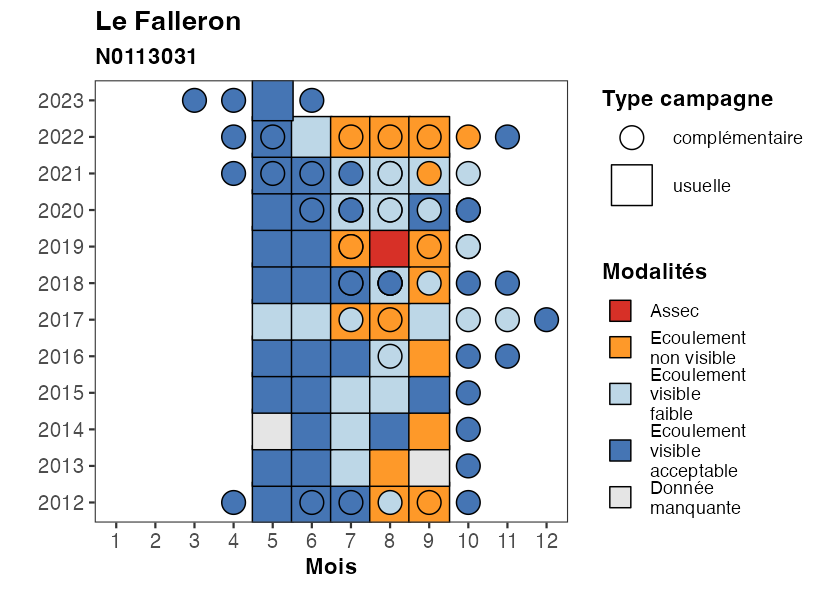 Le Falleron
N0113031
2023
2022
2021
2020
2019
2018
2017
2016
2015
2014
2013
2012
1 2 3 4 5 6 7 8 9 10 11 12
Mois
Type campagne
complémentaire
usuelle
Modalités
Assec
Ecoulement
non visible
Ecoulement
visible
faible
Ecoulement
visible
acceptable
Donnée
manquante